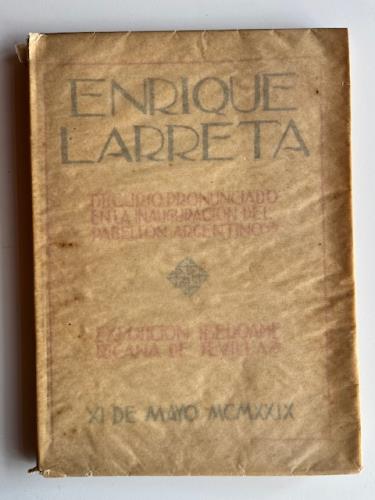 ENRIQUE
LARRETA
DISCURSO PRONUNCIADO
EN LA INAUGURACION DEL
PABELLON ARGENTINO
EXPOSICION IBEROAME
RICANA DE SEVILLA
XI DE MAYO MCMXXIX